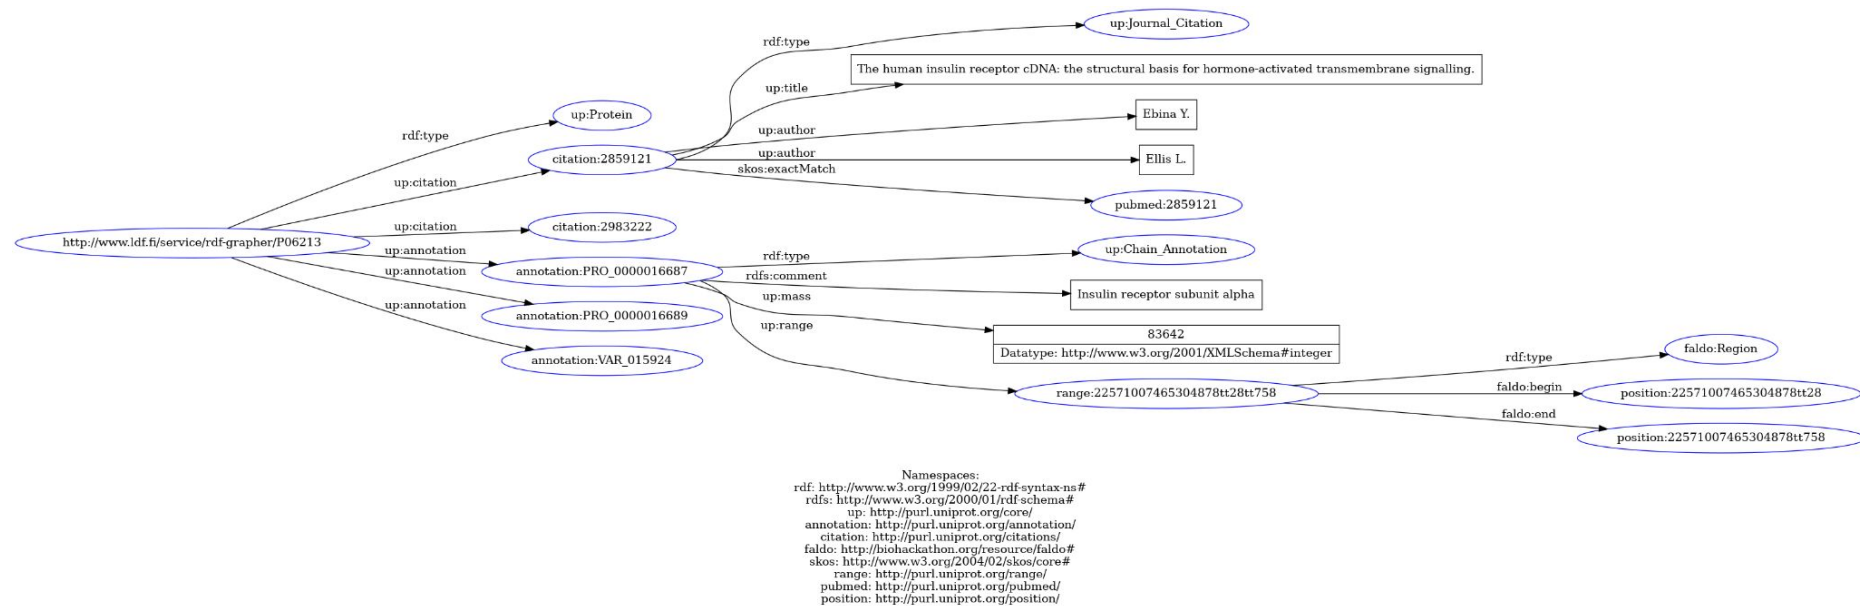 up:Journal_Citation
rdf:type
The human insulin receptor cDNA: the structural basis for hormone-activated transmembrane signalling.
up:title
up:Protein
Ebina Y.
rdf:type
up:author
up:author
citation:2859121
Ellis L.
skos:exactMatch
up:citation
pubmed:2859121
up:citation
citation:2983222
http://www.ldf.fi/service/rdf-grapher/P06213
up:annotation
up:Chain_Annotation
rdf:type
annotation:PRO_0000016687
up:annotation
rdfs:comment
Insulin receptor subunit alpha
up:mass
up:annotation
annotation:PRO_0000016689
up:range
83642
Datatype: http://www.w3.org/2001/XMLSchema#integer
annotation:VAR_015924
faldo:Region
rdf:type
range:22571007465304878tt28tt758
faldo:begin
position:22571007465304878tt28
faldo:end
position:22571007465304878tt758
Namespaces:
rdf: http://www.w3.org/1999/02/22-rdf-syntax-ns#
rdfs: http://www.w3.org/2000/01/rdf-schema#
up: http://purl.uniprot.org/core/
annotation: http://purl.uniprot.org/annotation/
citation: http://purl.uniprot.org/citations/
faldo: http://biohackathon.org/resource/faldo#
skos: http://www.w3.org/2004/02/skos/core#
range: http://purl.uniprot.org/range/
pubmed: http://purl.uniprot.org/pubmed/
position: http://purl.uniprot.org/position/